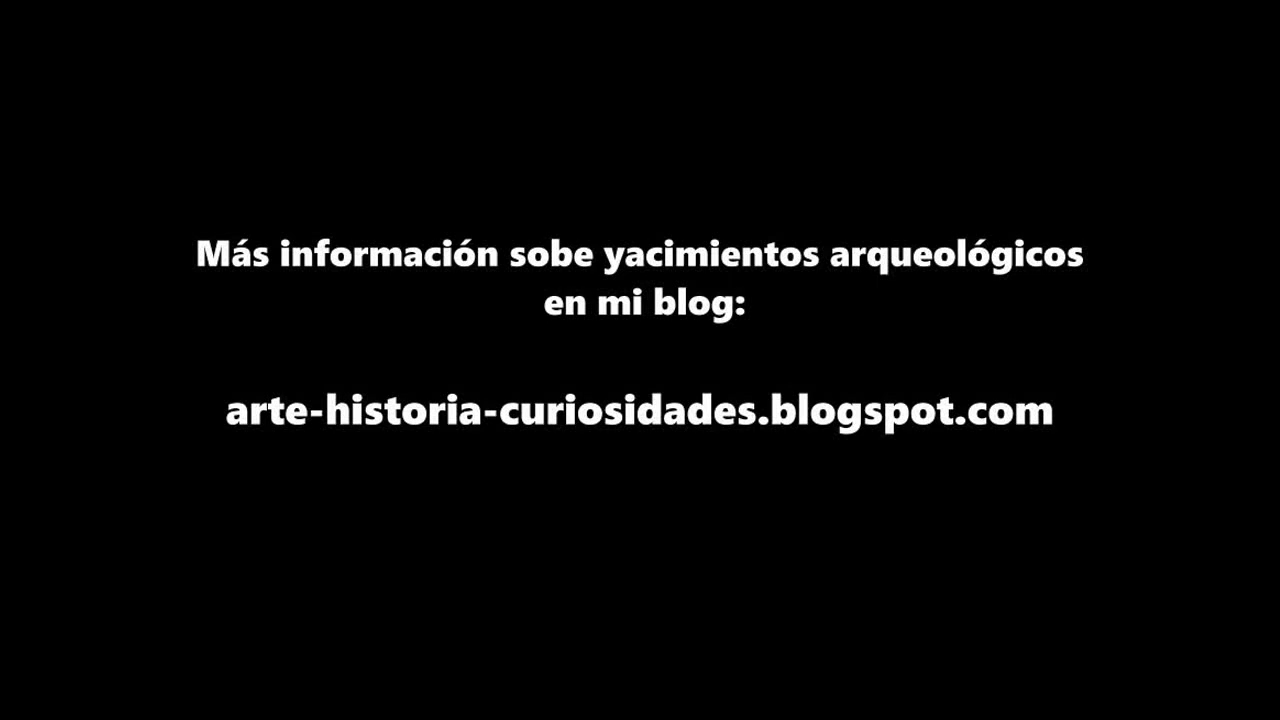 Más información sobe yacimientos arqueológicos
en mi blog:
arte-historia-curiosidades.blogspot.com